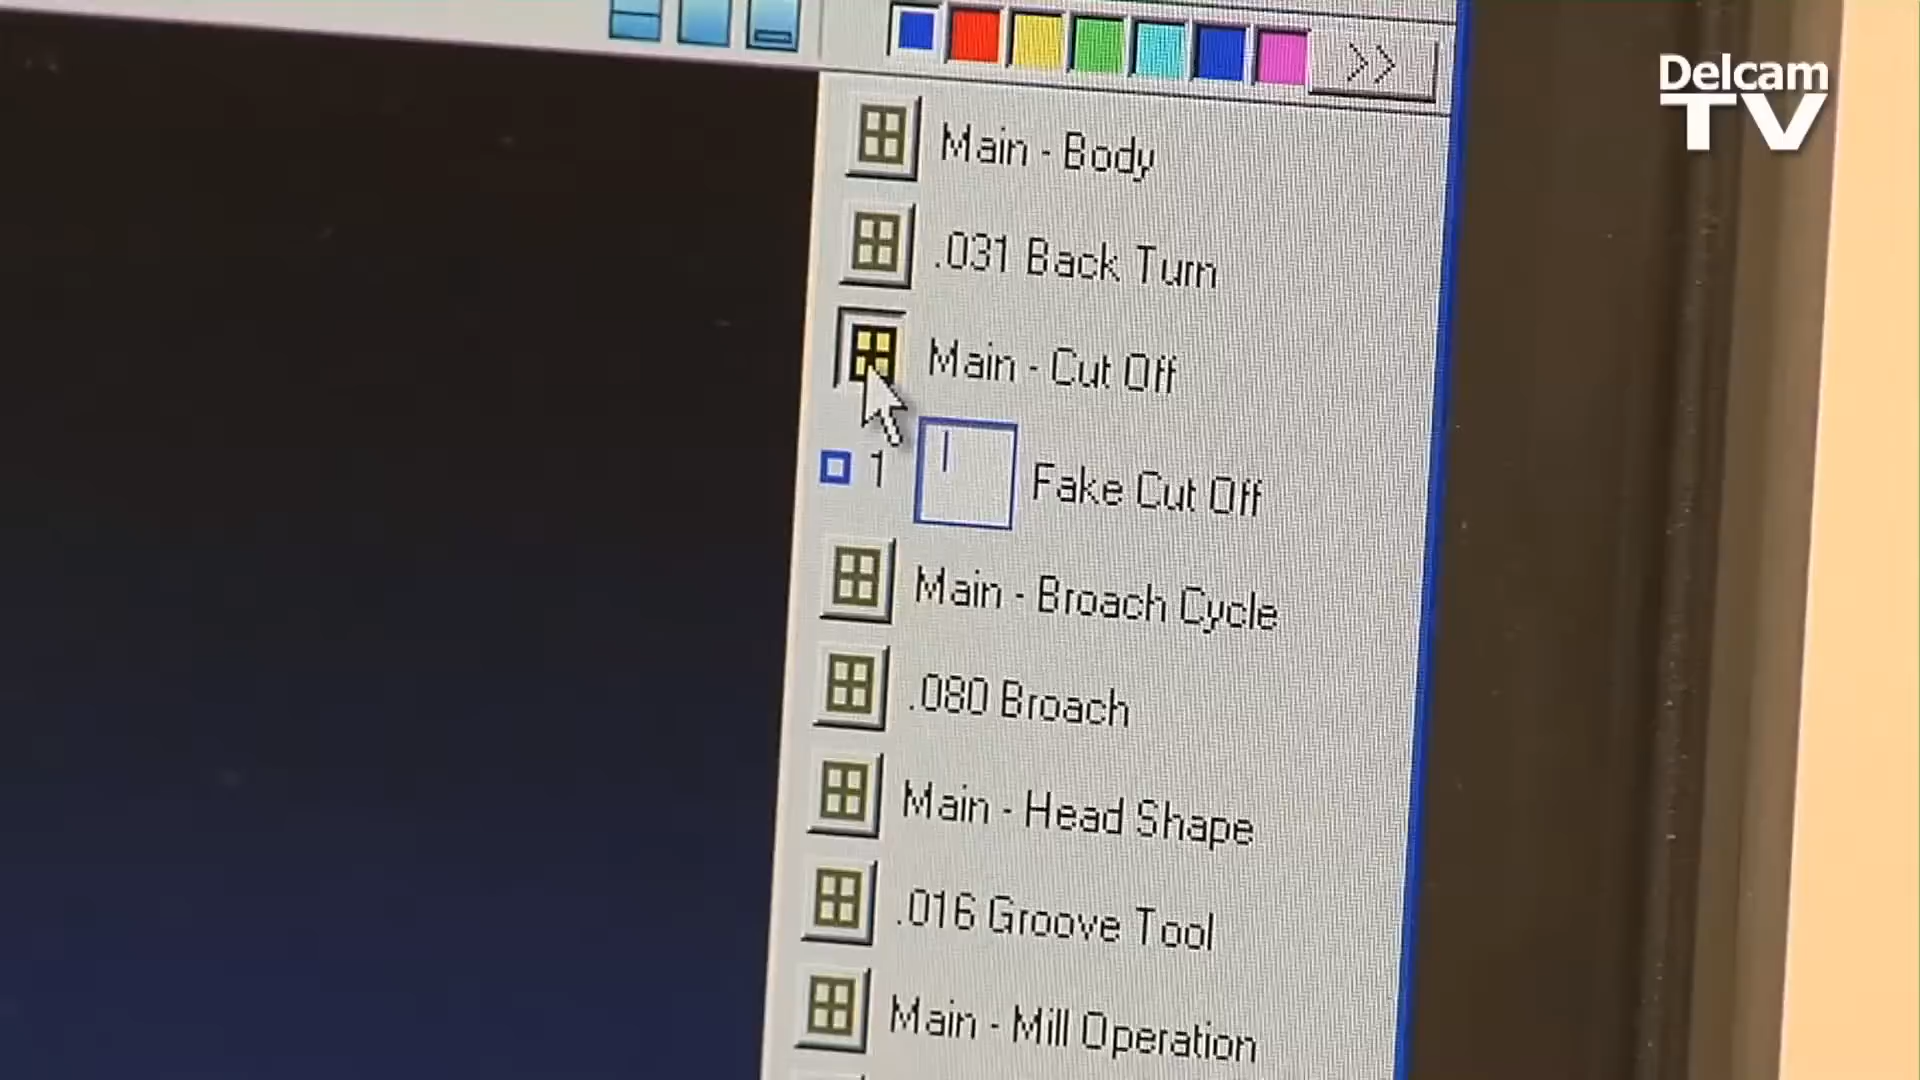 Delcam
TV
>>
Main - Body
.031 Back Turn
Main - Cut Off
1 Fake Cut Off
Main - Broach Cycle
.080 Broach
Main - Head Shape
.016 Groove Tool
Main - Mill Operation